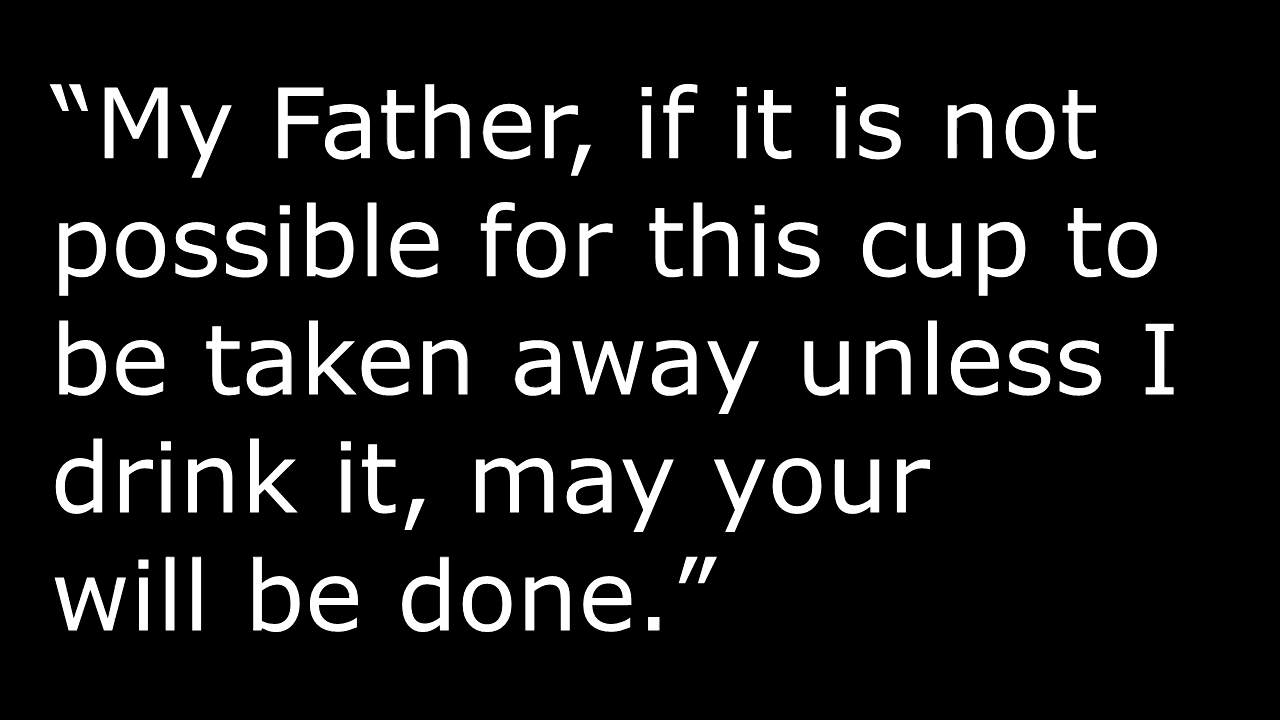 “My Father, if it is not
possible for this cup to
be taken away unless I
drink it, may your
will be done.”